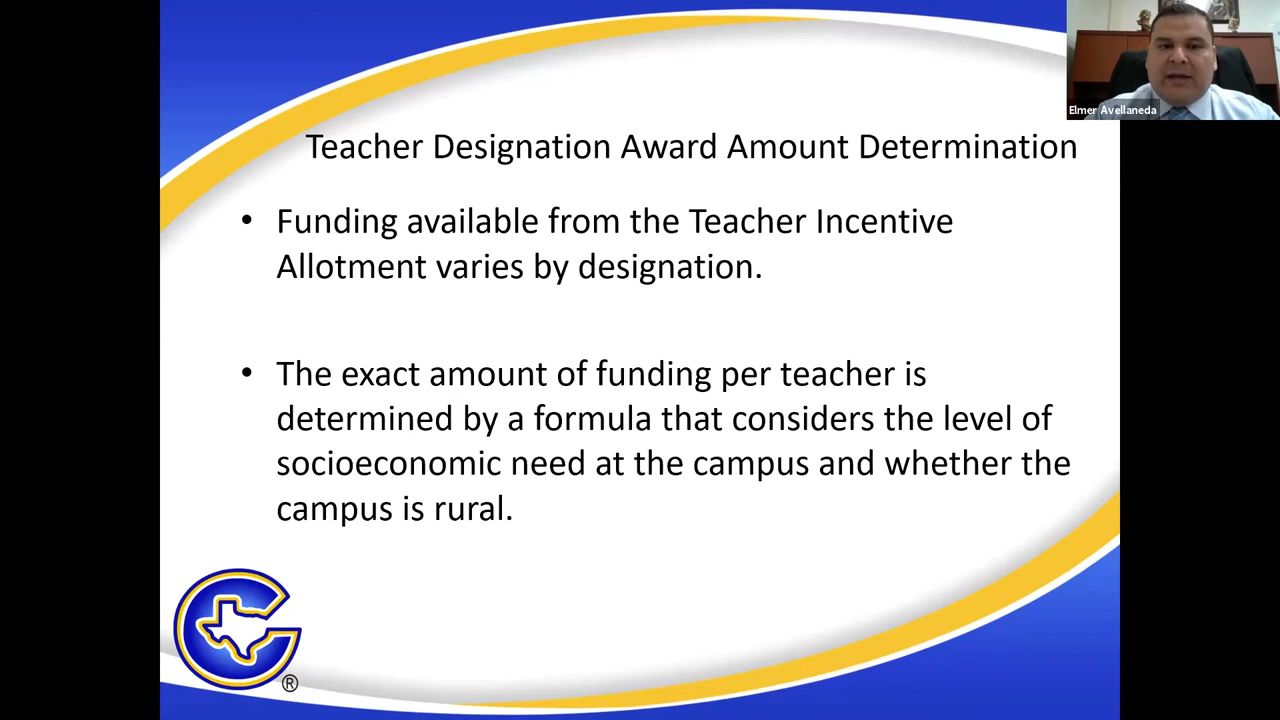 Elmer Avellaneda
Teacher Designation Award Amount Determination
• Funding available from the Teacher Incentive
Allotment varies by designation.
• The exact amount of funding per teacher is
determined by a formula that considers the level of
socioeconomic need at the campus and whether the
campus is rural.
®